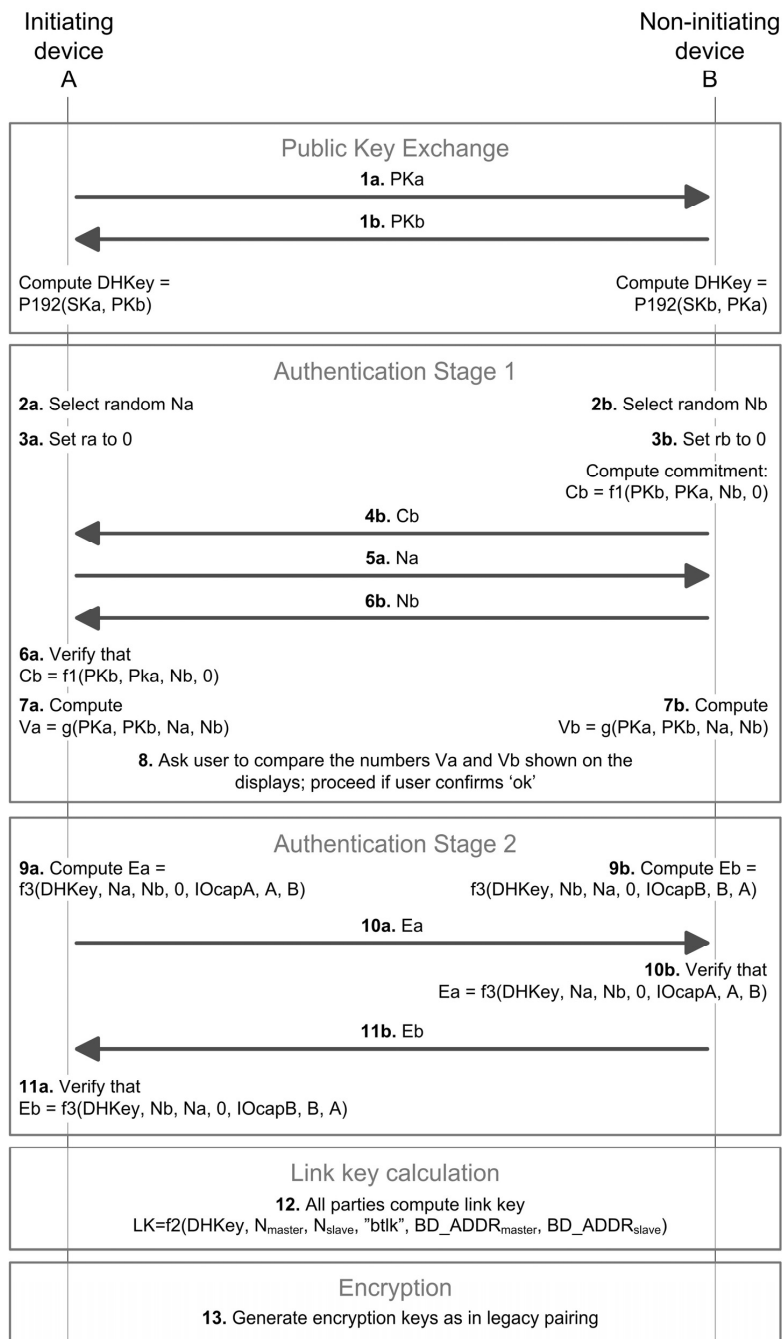 Initiating
device
A
Non-initiating
device
B
Public Key Exchange
1a. PKa
1b. PKb
Compute DHKey =
P192(SKa, PKb)
Compute DHKey =
P192(SKb, PKa)
Authentication Stage 1
2a. Select random Na
2b. Select random Nb
3a. Set ra to 0
3b. Set rb to 0
Compute commitment:
Cb = f1(PKb, PKa, Nb, 0)
4b. Cb
5a. Na
6b. Nb
6a. Verify that
Cb = f1(PKb, Pka, Nb, 0)
7a. Compute
Va = g(PKa, PKb, Na, Nb)
7b. Compute
Vb = g(PKa, PKb, Na, Nb)
8. Ask user to compare the numbers Va and Vb shown on the
displays; proceed if user confirms ‘ok’
Authentication Stage 2
9a. Compute Ea =
f3(DHKey, Na, Nb, 0, IOcapA, A, B)
9b. Compute Eb =
f3(DHKey, Nb, Na, 0, IOcapB, B, A)
10a. Ea
10b. Verify that
Ea = f3(DHKey, Na, Nb, 0, IOcapA, A, B)
11b. Eb
11a. Verify that
Eb = f3(DHKey, Nb, Na, 0, IOcapB, B, A)
Link key calculation
12. All parties compute link key
LK=f2(DHKey, Nmaster, Nslave, ”btlk”, BD_ADDRmaster, BD_ADDRslave)
Encryption
13. Generate encryption keys as in legacy pairing